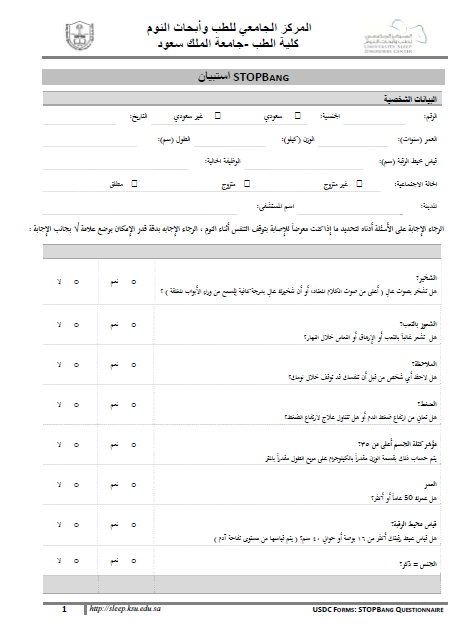 المركز الجامعي للطب وأبحاث النوم
كلية الطب -جامعة الملك سعود
UNIVERSITY SLEEP
DISORDERS CENTER
استبيان STOPBANG
البيانات الشخصية
الرقم: الجنسية: □ سعودي □ غير سعودي التاريخ:
العمر (سنوات): الوزن (كيلو): الطول (سم):
قياس محيط الرقبة (سم): الوظيفة الحالية:
الحالة الاجتماعية: □ غير متزوج □ متزوج □ مطلق
المدينة: اسم المستشفى:
الرجاء الإجابة على الأسئلة أدناه لتحديد ما إذا كنت معرضاً للإصابة بتوقف التنفس أثناء النوم ، الرجاء الإجابه بدقة قدر الإمكان بوضع علامة √ بجانب الإجابة :
الشخير؟
هل تشخر بصوت عالي ( أعلى من صوت الكلام المعتاد، أو أن شخيرك عالي بدرجة كافية ليسمع من وراء الأبواب المغلقة ) ؟
○ نعم ○ لا
الشعور بالتعب؟
هل تشعر غالباً بالتعب أو الإرهاق أو النعاس خلال النهار؟
○ نعم ○ لا
الملاحظة؟
هل لاحظ أي شخص من قبل أن تنفسك قد توقف خلال نومك؟
○ نعم ○ لا
الضغط؟
هل تعاني من ارتفاع ضغط الدم أو هل تتناول علاج لارتفاع الضغط؟
○ نعم ○ لا
مؤشر كتلة الجسم أعلى من ٣٥؟
يتم حساب ذلك بقسمة الوزن مقدراً بالكيلوجرام على مربع الطول مقدراً بالمتر
○ نعم ○ لا
العمر
هل عمرك 50 عاماً أو أكثر؟
○ نعم ○ لا
قياس محيط الرقبة؟
هل قياس محيط رقبتك أكثر من ١٦ بوصة أو حوالي ٤٠ سم؟ ( يتم قياسها من مستوى تفاحة آدم )
○ نعم ○ لا
الجنس = ذكر؟
○ نعم ○ لا
1 http://sleep.ksu.edu.sa USDC FORMS: STOPBANG QUESTIONNAIRE